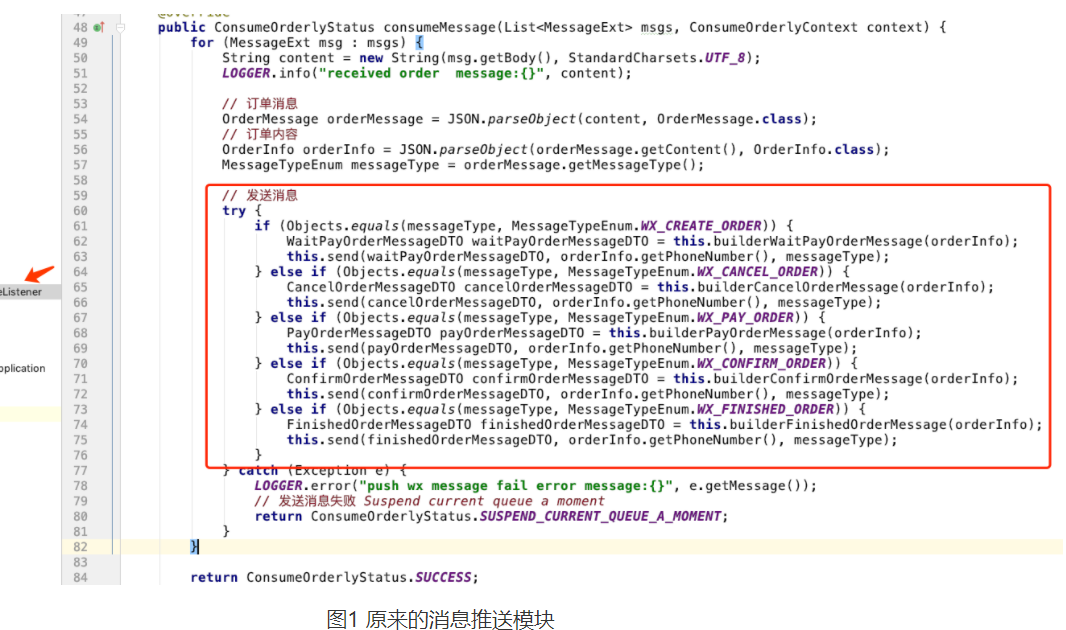 @Override
48 public ConsumeOrderlyStatus consumeMessage(List<MessageExt> msgs, ConsumeOrderlyContext context) {
49 for (MessageExt msg : msgs) {
50 String content = new String(msg.getBody(), StandardCharsets.UTF_8);
51 LOGGER.info("received order  message:{}", content);
52
53 // 订单消息
54 OrderMessage orderMessage = JSON.parseObject(content, OrderMessage.class);
55 // 订单内容
56 OrderInfo orderInfo = JSON.parseObject(orderMessage.getContent(), OrderInfo.class);
57 MessageTypeEnum messageType = orderMessage.getMessageType();
58
59 // 发送消息
60 try {
61 if (Objects.equals(messageType, MessageTypeEnum.WX_CREATE_ORDER)) {
62 WaitPayOrderMessageDTO waitPayOrderMessageDTO = this.builderWaitPayOrderMessage(orderInfo);
63 this.send(waitPayOrderMessageDTO, orderInfo.getPhoneNumber(), messageType);
64 } else if (Objects.equals(messageType, MessageTypeEnum.WX_CANCEL_ORDER)) {
65 CancelOrderMessageDTO cancelOrderMessageDTO = this.builderCancelOrderMessage(orderInfo);
eListener
66 this.send(cancelOrderMessageDTO, orderInfo.getPhoneNumber(), messageType);
67 } else if (Objects.equals(messageType, MessageTypeEnum.WX_PAY_ORDER)) {
68 PayOrderMessageDTO payOrderMessageDTO = this.builderPayOrderMessage(orderInfo);
69 this.send(payOrderMessageDTO, orderInfo.getPhoneNumber(), messageType);
70 } else if (Objects.equals(messageType, MessageTypeEnum.WX_CONFIRM_ORDER)) {
pplication
71 ConfirmOrderMessageDTO confirmOrderMessageDTO = this.builderConfirmOrderMessage(orderInfo);
72 this.send(confirmOrderMessageDTO, orderInfo.getPhoneNumber(), messageType);
73 } else if (Objects.equals(messageType, MessageTypeEnum.WX_FINISHED_ORDER)) {
74 FinishedOrderMessageDTO finishedOrderMessageDTO = this.builderFinishedOrderMessage(orderInfo);
75 this.send(finishedOrderMessageDTO, orderInfo.getPhoneNumber(), messageType);
76 }
77 } catch (Exception e) {
78 LOGGER.error("push wx message fail error message:{}", e.getMessage());
79 // 发送消息失败 Suspend current queue a moment
80 return ConsumeOrderlyStatus.SUSPEND_CURRENT_QUEUE_A_MOMENT;
81 }
82 }
83
84 return ConsumeOrderlyStatus.SUCCESS;
图1 原来的消息推送模块